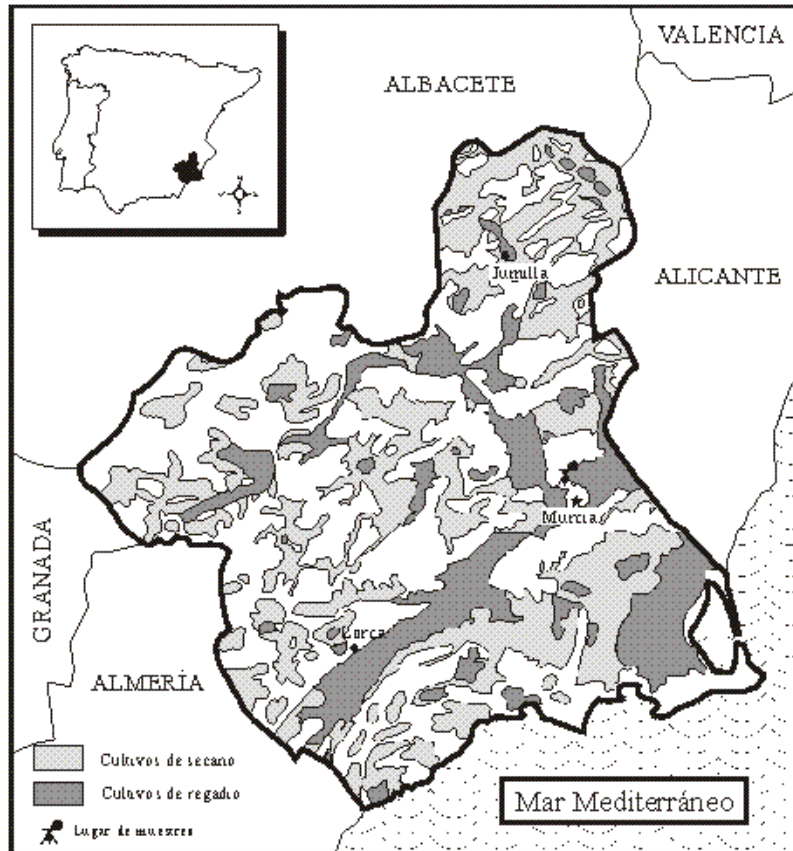 VALENCIA
ALBACETE
Jumilla
ALICANTE
Murcia
GRANADA
Lorca
ALMERÍA
Cultivos de secano
Cultivos de regadío
Lugar de muestreo
Mar Mediterráneo